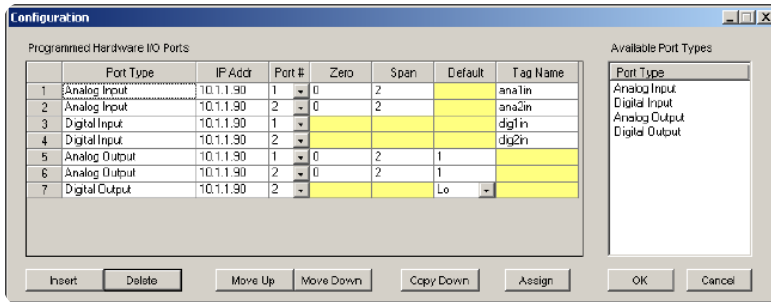 Configuration
Programmed Hardware I/O Ports
Available Port Types
Port Type IP Addr Port # Zero Span Default Tag Name
1 Analog Input 10.1.1.90 1 0 2 ana1in
2 Analog Input 10.1.1.90 2 0 2 ana2in
3 Digital Input 10.1.1.90 1 dig1in
4 Digital Input 10.1.1.90 2 dig2in
5 Analog Output 10.1.1.90 1 0 2 1
6 Analog Output 10.1.1.90 2 0 2 1
7 Digital Output 10.1.1.90 2 Lo
Port Type
Analog Input
Digital Input
Analog Output
Digital Output
Insert Delete Move Up Move Down Copy Down Assign OK Cancel